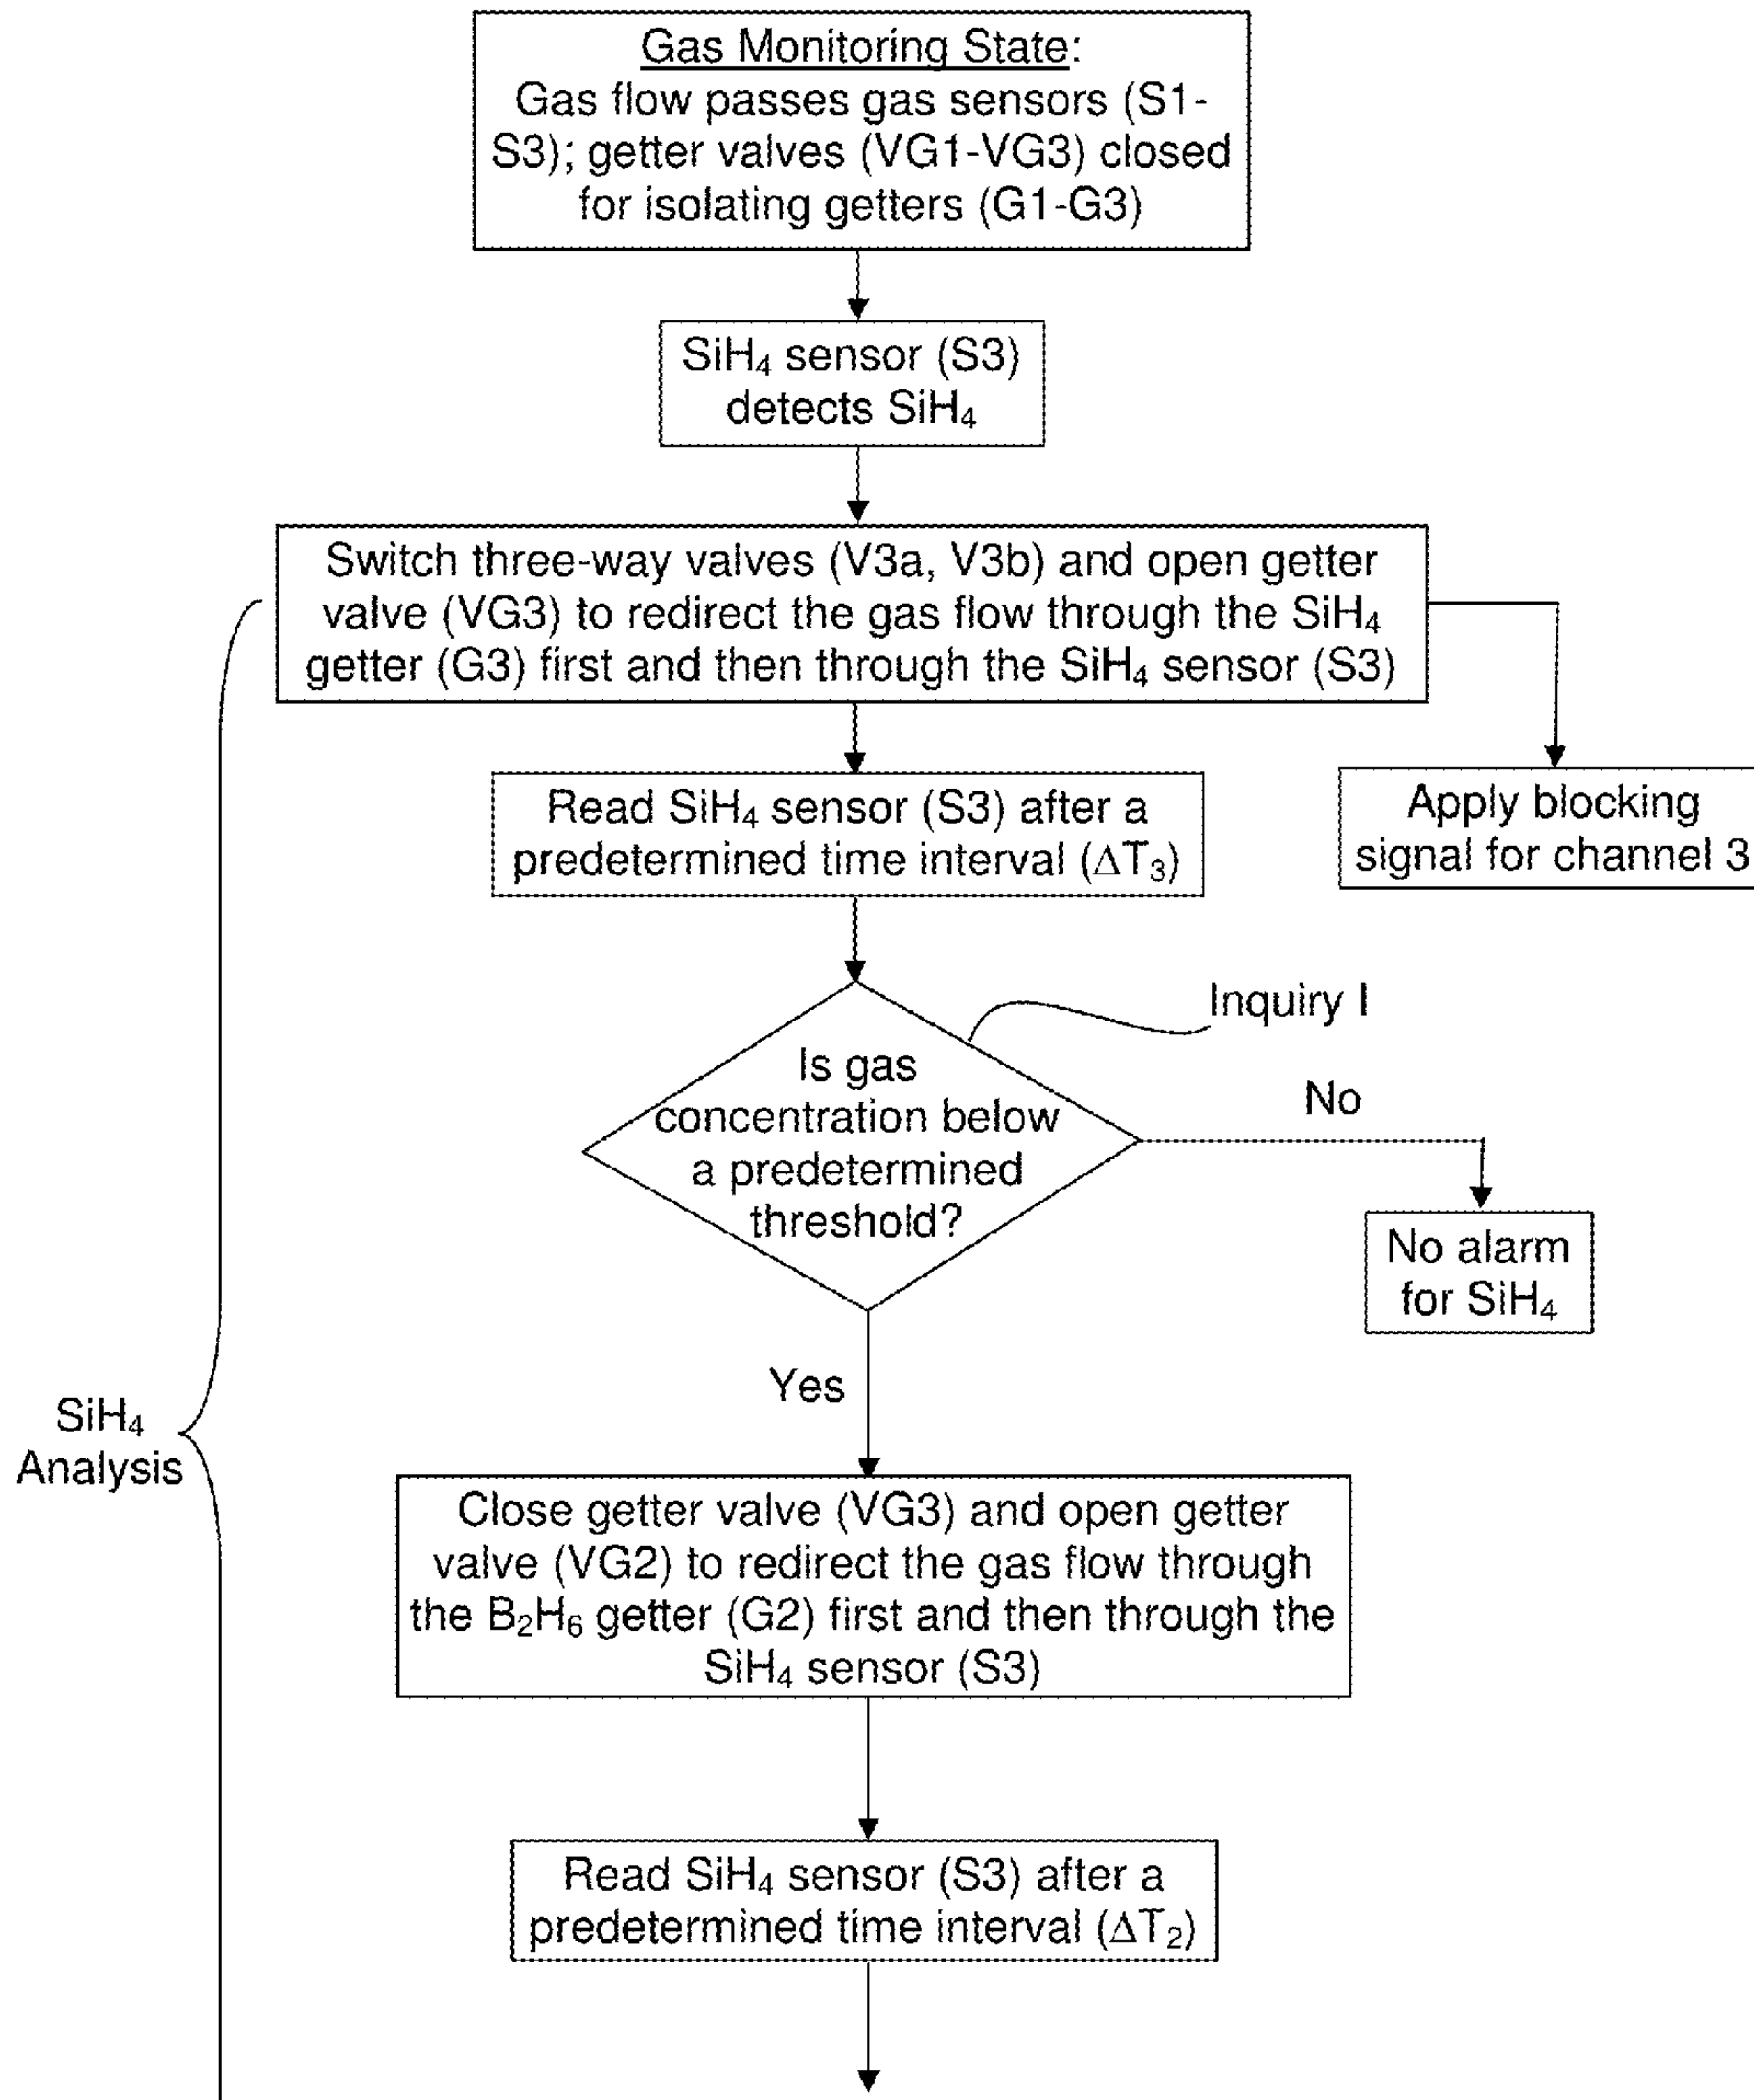 Gas Monitoring State:
Gas flow passes gas sensors (S1-
S3); getter valves (VG1-VG3) closed
for isolating getters (G1-G3)
SiH₄ sensor (S3)
detects SiH₄
Switch three-way valves (V3a, V3b) and open getter
valve (VG3) to redirect the gas flow through the SiH₄
getter (G3) first and then through the SiH₄ sensor (S3)
Read SiH₄ sensor (S3) after a
predetermined time interval (ΔT₃)
Apply blocking
signal for channel 3
Inquiry I
Is gas
concentration below
a predetermined
threshold?
No
No alarm
for SiH₄
Yes
SiH₄
Analysis
Close getter valve (VG3) and open getter
valve (VG2) to redirect the gas flow through
the B₂H₆ getter (G2) first and then through the
SiH₄ sensor (S3)
Read SiH₄ sensor (S3) after a
predetermined time interval (ΔT₂)